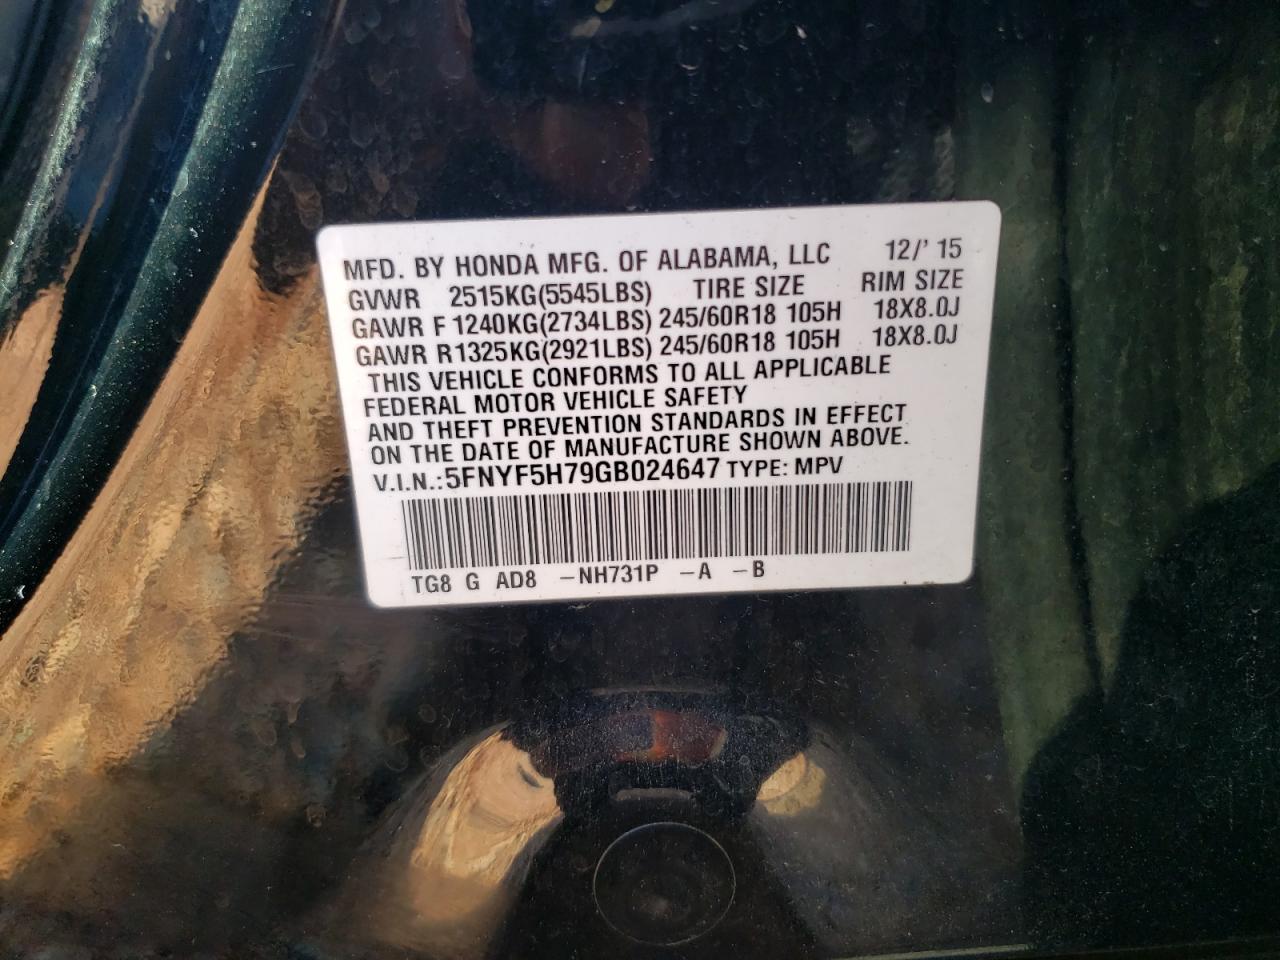 MFD. BY HONDA MFG. OF ALABAMA, LLC 12/' 15
GVWR 2515KG(5545LBS) TIRE SIZE RIM SIZE
GAWR F 1240KG(2734LBS) 245/60R18 105H 18X8.0J
GAWR R1325KG(2921LBS) 245/60R18 105H 18X8.0J
THIS VEHICLE CONFORMS TO ALL APPLICABLE
FEDERAL MOTOR VEHICLE SAFETY
AND THEFT PREVENTION STANDARDS IN EFFECT
ON THE DATE OF MANUFACTURE SHOWN ABOVE.
V.I.N.:5FNYF5H79GB024647 TYPE: MPV
TG8 G AD8 –NH731P –A –B